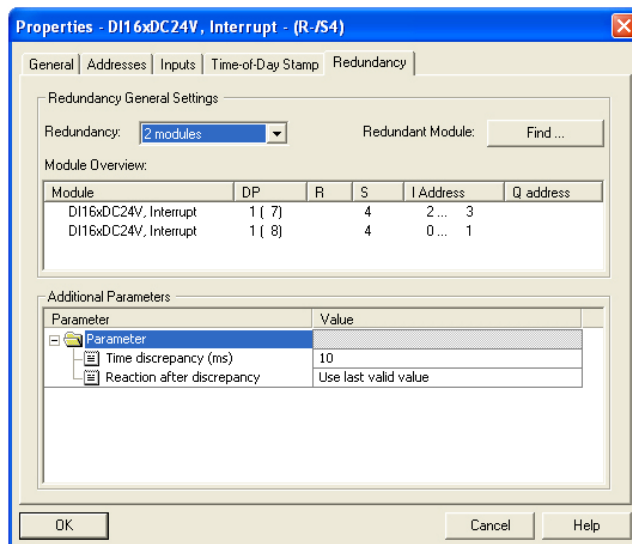 Properties - DI16xDC24V, Interrupt - (R-/S4)
General Addresses Inputs Time-of-Day Stamp Redundancy
Redundancy General Settings
Redundancy: 2 modules Redundant Module: Find ...
Module Overview:
Module DP R S I Address Q address
DI16xDC24V, Interrupt 1 ( 7) 4 2 ... 3
DI16xDC24V, Interrupt 1 ( 8) 4 0 ... 1
Additional Parameters
Parameter Value
Parameter
Time discrepancy (ms) 10
Reaction after discrepancy Use last valid value
OK Cancel Help